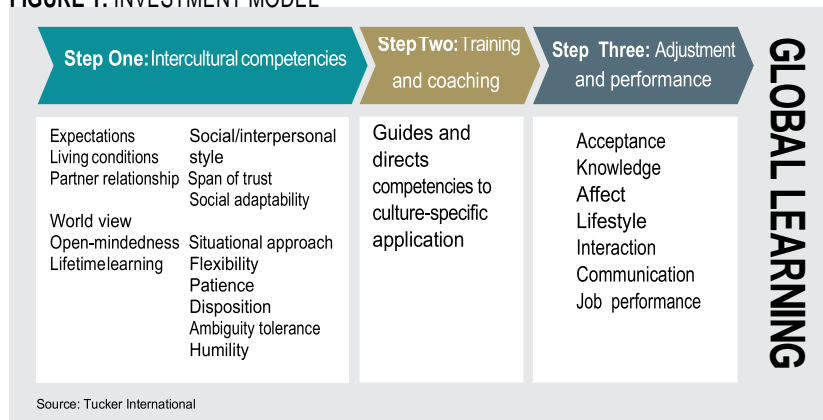 FIGURE 1: INVESTMENT MODEL
Step One: Intercultural competencies
Step Two: Training
and coaching
Step Three: Adjustment
and performance
Expectations
Living conditions
Partner relationship
World view
Open-mindedness
Lifetime learning
Social/interpersonal
style
Span of trust
Social adaptability
Situational approach
Flexibility
Patience
Disposition
Ambiguity tolerance
Humility
Guides and
directs
competencies to
culture-specific
application
Acceptance
Knowledge
Affect
Lifestyle
Interaction
Communication
Job performance
GLOBAL LEARNING
Source: Tucker International